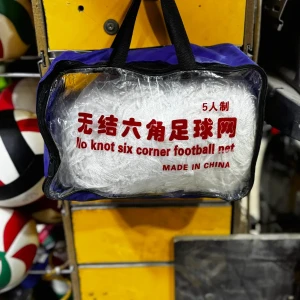 5人制
无结六角足球网
No knot six corner football net
MADE IN CHINA